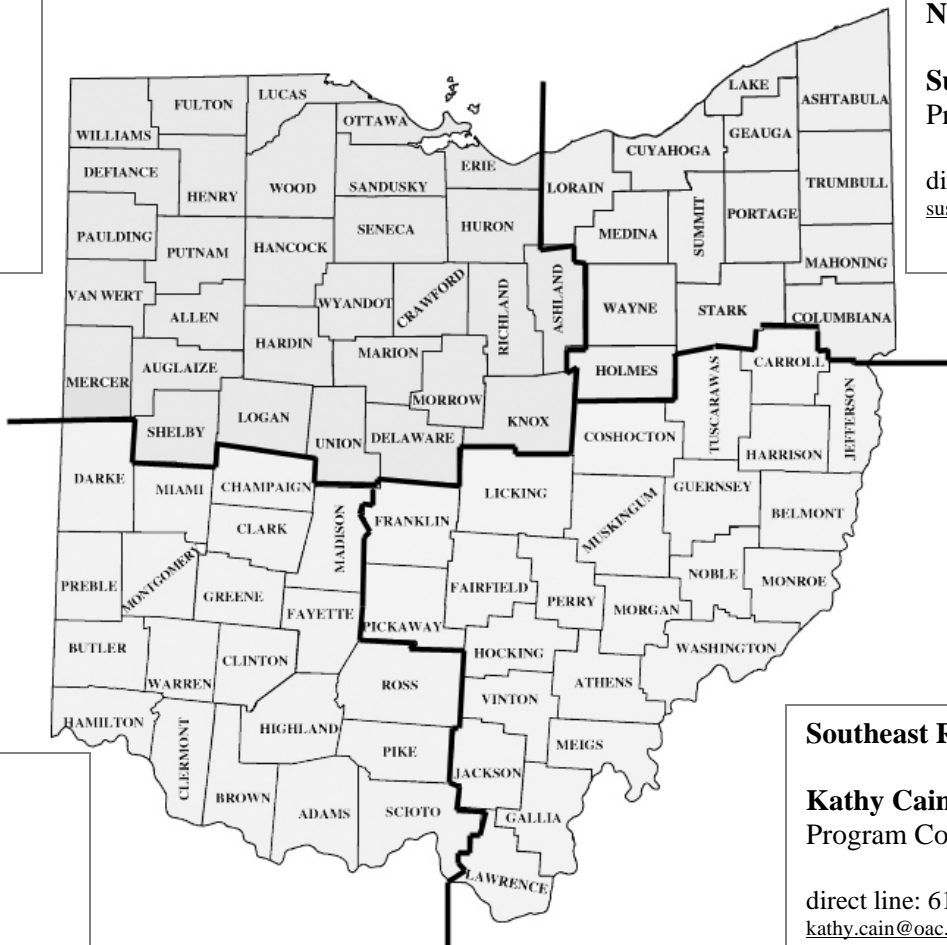 N
Su
Pr
di
sus
LAKE
ASHTABULA
LUCAS
FULTON
OTTAWA
GEAUGA
WILLIAMS
CUYAHOGA
ERIE
DEFIANCE
TRUMBULL
WOOD
SANDUSKY
LORAIN
HENRY
PORTAGE
SUMMIT
HURON
SENECA
MEDINA
PAULDING
HANCOCK
PUTNAM
MAHONING
VAN WERT
WYANDOT
CRAWFORD
RICHLAND
ASHLAND
WAYNE
STARK
ALLEN
COLUMBIANA
HARDIN
MARION
CARROLL
AUGLAIZE
HOLMES
MERCER
MORROW
TUSCARAWAS
JEFFERSON
LOGAN
KNOX
SHELBY
UNION
DELAWARE
COSHOCTON
HARRISON
DARKE
MIAMI
CHAMPAIGN
GUERNSEY
LICKING
MUSKINGUM
BELMONT
FRANKLIN
CLARK
MADISON
NOBLE
MONROE
PREBLE
MONTGOMERY
GREENE
FAIRFIELD
PERRY
MORGAN
FAYETTE
PICKAWAY
BUTLER
WASHINGTON
HOCKING
CLINTON
WARREN
ROSS
ATHENS
VINTON
HAMILTON
HIGHLAND
CLERMONT
MEIGS
PIKE
JACKSON
BROWN
ADAMS
SCIOTO
GALLIA
LAWRENCE
Southeast R
Kathy Cain
Program Co
direct line: 61
kathy.cain@oac.